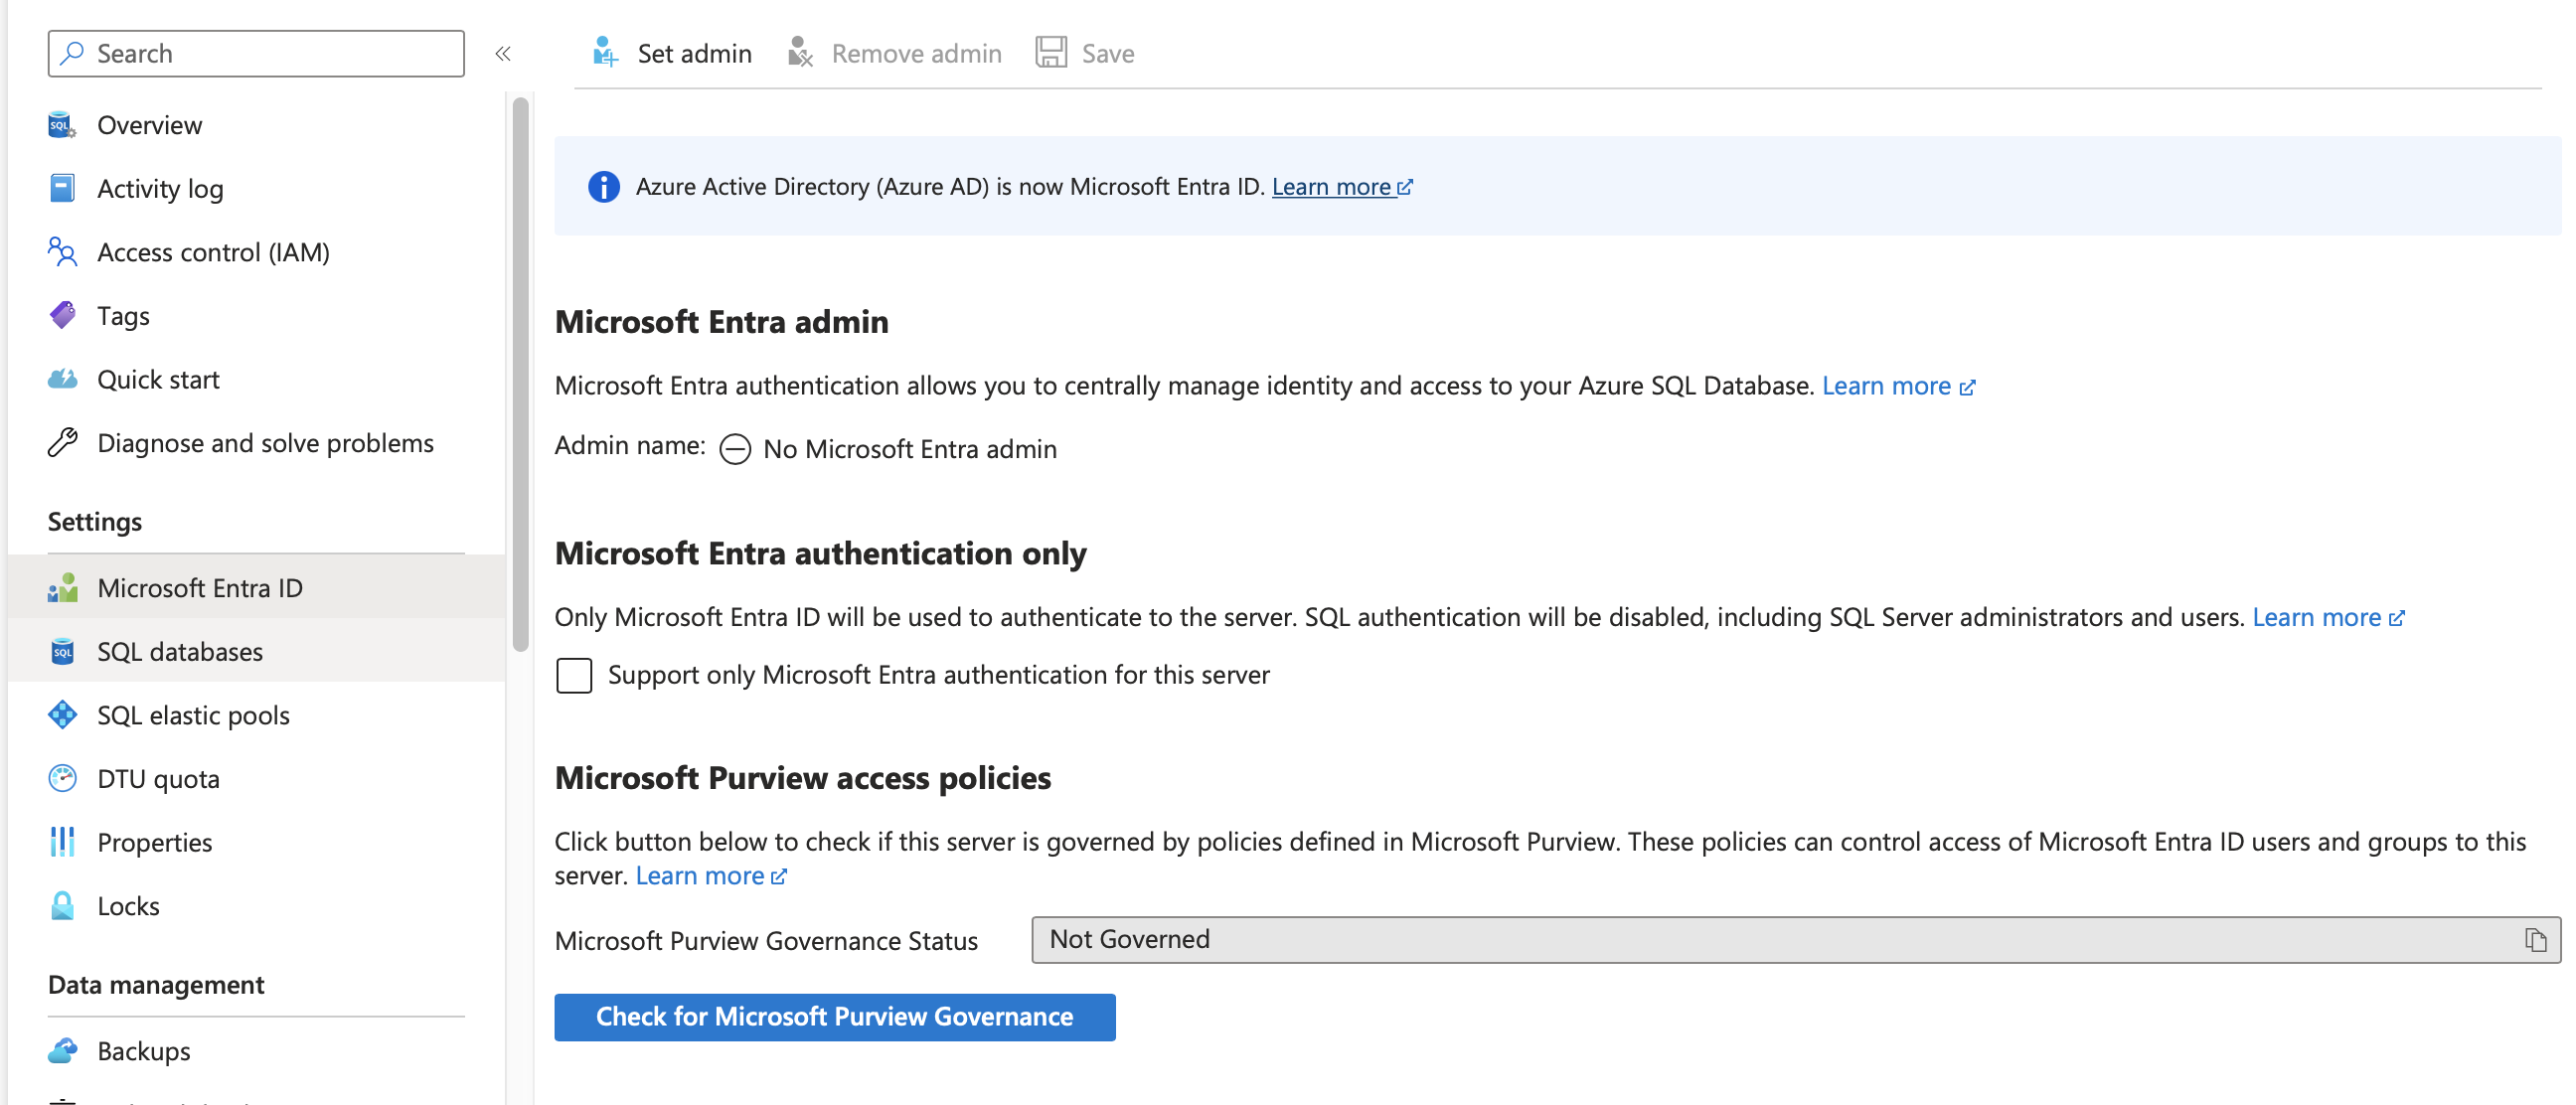 Search
«
Overview
Activity log
Access control (IAM)
Tags
Quick start
Diagnose and solve problems
Settings
Microsoft Entra ID
SQL databases
SQL elastic pools
DTU quota
Properties
Locks
Data management
Backups
Set admin Remove admin Save
Azure Active Directory (Azure AD) is now Microsoft Entra ID. Learn more
Microsoft Entra admin
Microsoft Entra authentication allows you to centrally manage identity and access to your Azure SQL Database. Learn more
Admin name: No Microsoft Entra admin
Microsoft Entra authentication only
Only Microsoft Entra ID will be used to authenticate to the server. SQL authentication will be disabled, including SQL Server administrators and users. Learn more
Support only Microsoft Entra authentication for this server
Microsoft Purview access policies
Click button below to check if this server is governed by policies defined in Microsoft Purview. These policies can control access of Microsoft Entra ID users and groups to this
server. Learn more
Microsoft Purview Governance Status Not Governed
Check for Microsoft Purview Governance